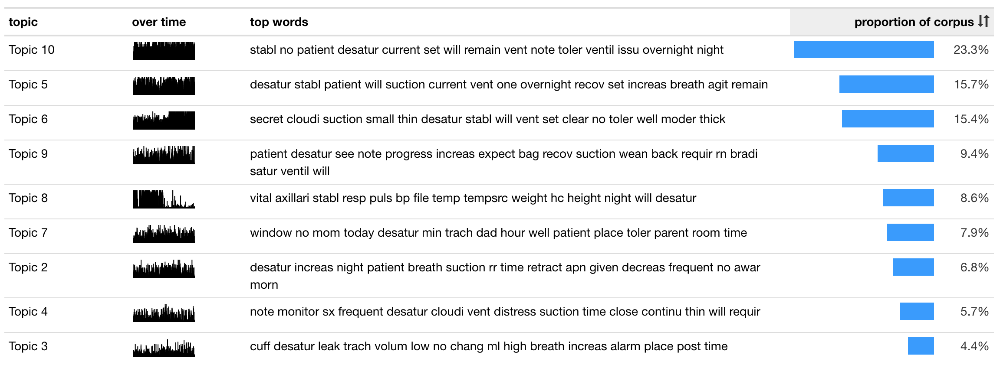 topic over time top words proportion of corpus
Topic 10 stabl no patient desatur current set will remain vent note toler ventil issu overnight night 23.3%
Topic 5 desatur stabl patient will suction current vent one overnight recov set increas breath agit remain 15.7%
Topic 6 secret cloudi suction small thin desatur stabl will vent set clear no toler well moder thick 15.4%
Topic 9 patient desatur see note progress increas expect bag recov suction wean back requir rn bradi 9.4%
satur ventil will
Topic 8 vital axillari stabl resp puls bp file temp tempsrc weight hc height night will desatur 8.6%
Topic 7 window no mom today desatur min trach dad hour well patient place toler parent room time 7.9%
Topic 2 desatur increas night patient breath suction rr time retract apn given decreas frequent no awar 6.8%
morn
Topic 4 note monitor sx frequent desatur cloudi vent distress suction time close continu thin will requir 5.7%
Topic 3 cuff desatur leak trach volum low no chang ml high breath increas alarm place post time 4.4%